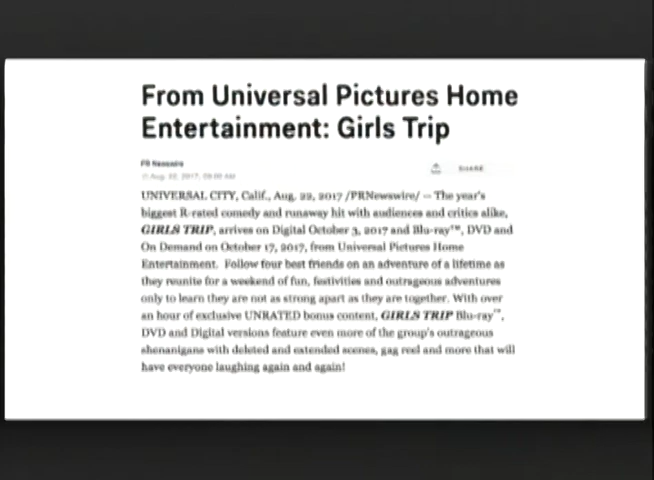 From Universal Pictures Home
Entertainment: Girls Trip
PR Newswire
Aug. 22, 2017, 09:00 AM
SHARE
UNIVERSAL CITY, Calif., Aug. 22, 2017 /PRNewswire/ -- The year's
biggest R-rated comedy and runaway hit with audiences and critics alike,
GIRLS TRIP, arrives on Digital October 3, 2017 and Blu-ray™, DVD and
On Demand on October 17, 2017, from Universal Pictures Home
Entertainment. Follow four best friends on an adventure of a lifetime as
they reunite for a weekend of fun, festivities and outrageous adventures
only to learn they are not as strong apart as they are together. With over
an hour of exclusive UNRATED bonus content, GIRLS TRIP Blu-ray™,
DVD and Digital versions feature even more of the group's outrageous
shenanigans with deleted and extended scenes, gag reel and more that will
have everyone laughing again and again!